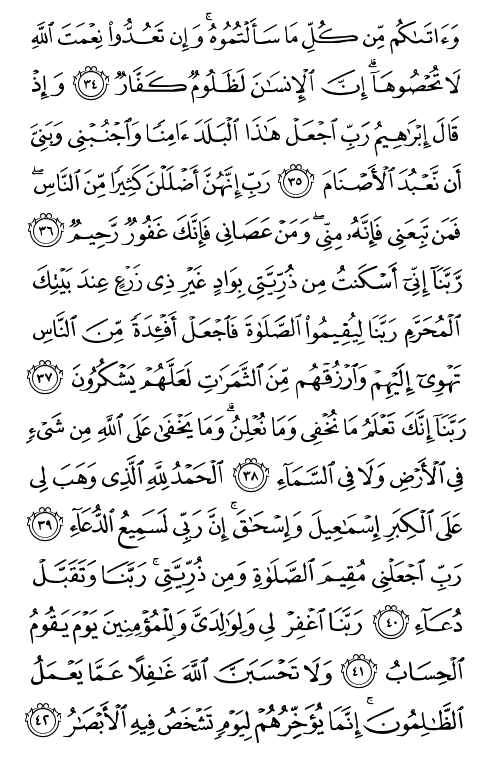 وَءَاتَىٰكُم مِّن كُلِّ مَا سَأَلْتُمُوهُ ۚ وَإِن تَعُدُّوا۟ نِعْمَتَ ٱللَّهِ
لَا تُحْصُوهَآ ۗ إِنَّ ٱلْإِنسَٰنَ لَظَلُومٌ كَفَّارٌ ٣٤ وَإِذْ
قَالَ إِبْرَٰهِيمُ رَبِّ ٱجْعَلْ هَٰذَا ٱلْبَلَدَ ءَامِنًا وَٱجْنُبْنِى وَبَنِىَّ
أَن نَّعْبُدَ ٱلْأَصْنَامَ ٣٥ رَبِّ إِنَّهُنَّ أَضْلَلْنَ كَثِيرًا مِّنَ ٱلنَّاسِ ۖ
فَمَن تَبِعَنِى فَإِنَّهُۥ مِنِّى ۖ وَمَنْ عَصَانِى فَإِنَّكَ غَفُورٌ رَّحِيمٌ ٣٦
رَّبَّنَآ إِنِّىٓ أَسْكَنتُ مِن ذُرِّيَّتِى بِوَادٍ غَيْرِ ذِى زَرْعٍ عِندَ بَيْتِكَ
ٱلْمُحَرَّمِ رَبَّنَا لِيُقِيمُوا۟ ٱلصَّلَوٰةَ فَٱجْعَلْ أَفْـِٔدَةً مِّنَ ٱلنَّاسِ
تَهْوِىٓ إِلَيْهِمْ وَٱرْزُقْهُم مِّنَ ٱلثَّمَرَٰتِ لَعَلَّهُمْ يَشْكُرُونَ ٣٧
رَبَّنَآ إِنَّكَ تَعْلَمُ مَا نُخْفِى وَمَا نُعْلِنُ ۗ وَمَا يَخْفَىٰ عَلَى ٱللَّهِ مِن شَىْءٍ
فِى ٱلْأَرْضِ وَلَا فِى ٱلسَّمَآءِ ٣٨ ٱلْحَمْدُ لِلَّهِ ٱلَّذِى وَهَبَ لِى
عَلَى ٱلْكِبَرِ إِسْمَٰعِيلَ وَإِسْحَٰقَ ۚ إِنَّ رَبِّى لَسَمِيعُ ٱلدُّعَآءِ ٣٩
رَبِّ ٱجْعَلْنِى مُقِيمَ ٱلصَّلَوٰةِ وَمِن ذُرِّيَّتِى ۚ رَبَّنَا وَتَقَبَّلْ
دُعَآءِ ٤٠ رَبَّنَا ٱغْفِرْ لِى وَلِوَٰلِدَىَّ وَلِلْمُؤْمِنِينَ يَوْمَ يَقُومُ
ٱلْحِسَابُ ٤١ وَلَا تَحْسَبَنَّ ٱللَّهَ غَٰفِلًا عَمَّا يَعْمَلُ
ٱلظَّٰلِمُونَ ۚ إِنَّمَا يُؤَخِّرُهُمْ لِيَوْمٍ تَشْخَصُ فِيهِ ٱلْأَبْصَٰرُ ٤٢